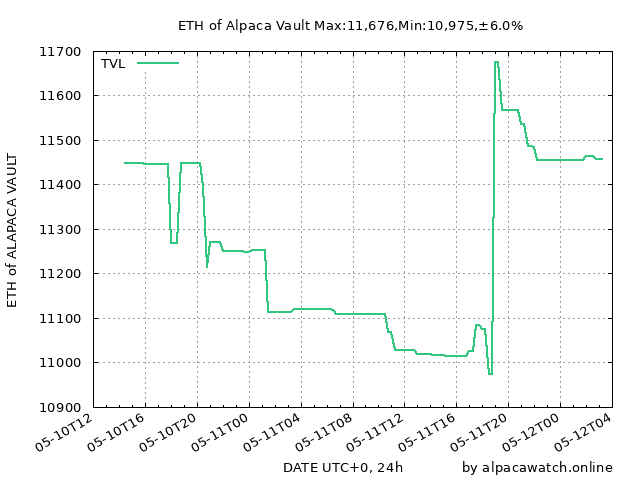 ETH of Alpaca Vault Max:11,676,Min:10,975,±6.0%
TVL
11700
11600
11500
11400
11300
11200
11100
11000
10900
ETH of ALAPACA VAULT
05-10T12
05-10T16
05-10T20
05-11T00
05-11T04
05-11T08
05-11T12
05-11T16
05-11T20
05-12T00
05-12T04
DATE UTC+0, 24h
by alpacawatch.online